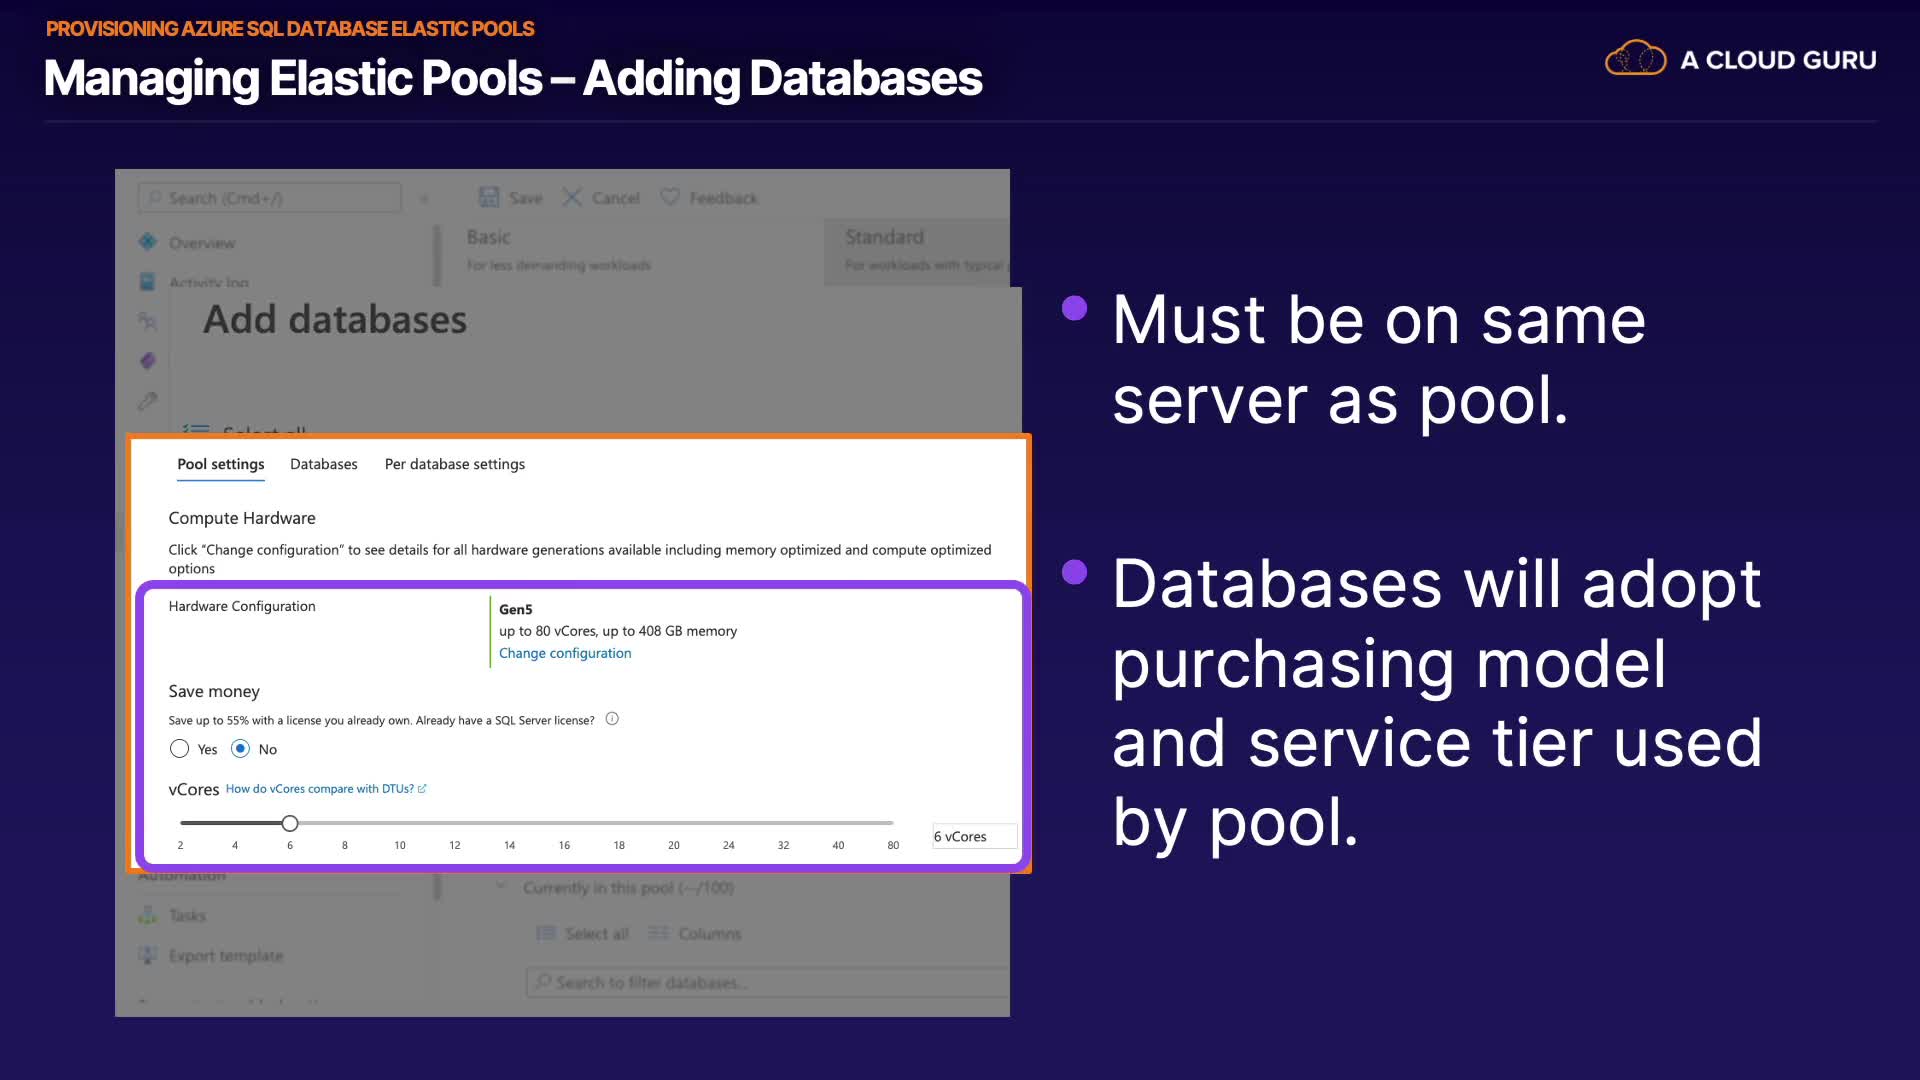 PROVISIONING AZURE SQL DATABASE ELASTIC POOLS
Managing Elastic Pools – Adding Databases
A CLOUD GURU
Search (Cmd+/)
Save
Cancel
Feedback
Overview
Basic
Standard
For less demanding workloads
For workloads with typical
Activity log
Add databases
Select all
Pool settings
Databases
Per database settings
Compute Hardware
Click "Change configuration" to see details for all hardware generations available including memory optimized and compute optimized
options
Hardware Configuration
Gen5
up to 80 vCores, up to 408 GB memory
Change configuration
Save money
Save up to 55% with a license you already own. Already have a SQL Server license?
Yes
No
vCores How do vCores compare with DTUs?
2 4 6 8 10 12 14 16 18 20 24 32 40 80
6 vCores
Automation
Tasks
Export template
Currently in this pool (--/100)
Select all
Columns
Search to filter databases...
Must be on same
server as pool.
Databases will adopt
purchasing model
and service tier used
by pool.